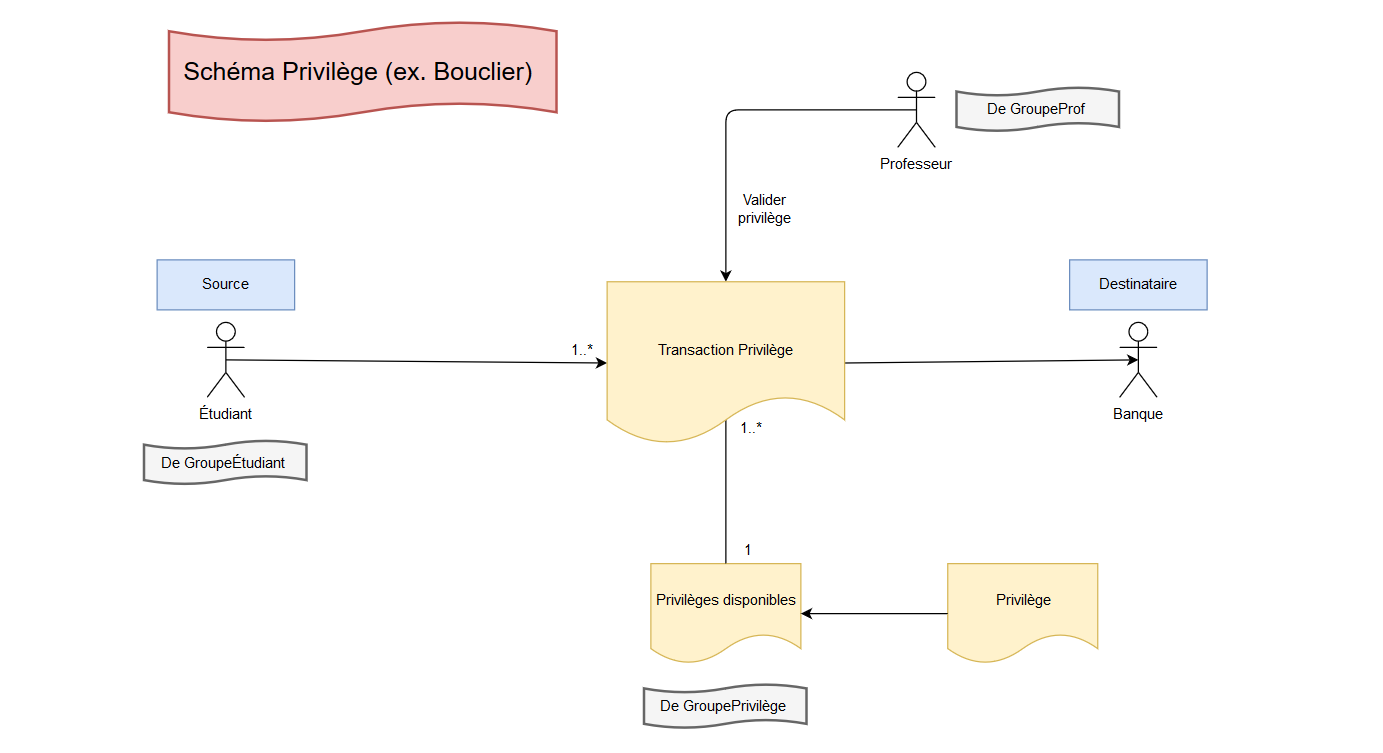 Schéma Privilège (ex. Bouclier)
De GroupeProf
Professeur
Valider
privilège
Source
Destinataire
1..*
Transaction Privilège
Étudiant
Banque
1..*
De GroupeÉtudiant
1
Privilèges disponibles
Privilège
De GroupePrivilège